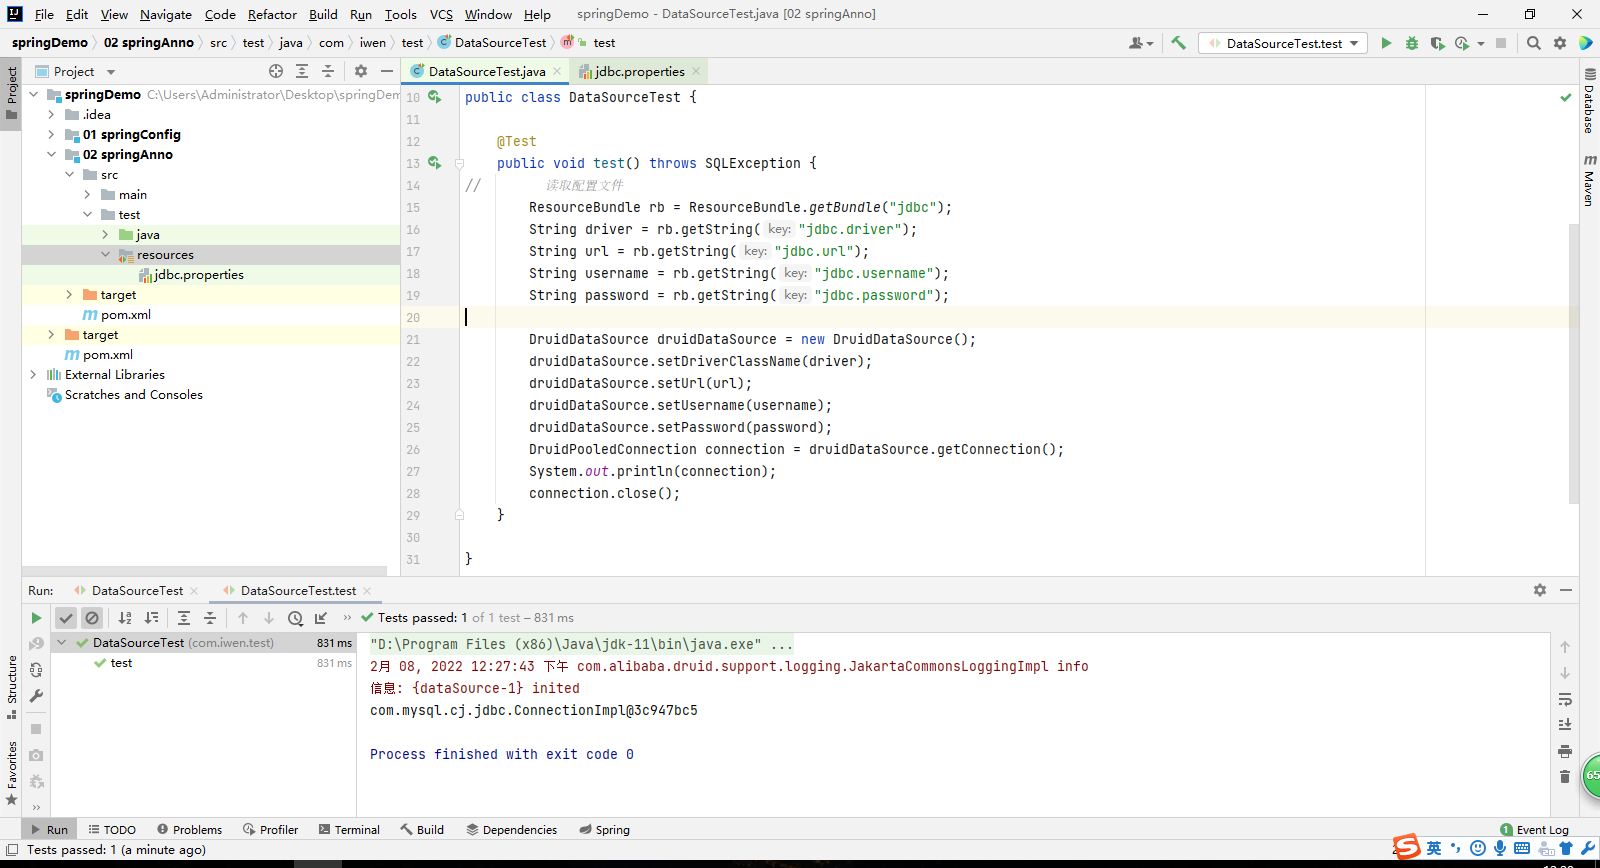 File Edit View Navigate Code Refactor Build Run Tools VCS Window Help springDemo - DataSourceTest.java [02 springAnno]
springDemo 02 springAnno src test java com iwen test DataSourceTest test DataSourceTest.test
Project
DataSourceTest.java jdbc.properties
springDemo C:\Users\Administrator\Desktop\springDem
.idea
01 springConfig
02 springAnno
src
main
test
java
resources
jdbc.properties
target
pom.xml
target
pom.xml
External Libraries
Scratches and Consoles
10 public class DataSourceTest {
11
12 @Test
13 public void test() throws SQLException {
14 // 读取配置文件
15 ResourceBundle rb = ResourceBundle.getBundle("jdbc");
16 String driver = rb.getString( key: "jdbc.driver");
17 String url = rb.getString( key: "jdbc.url");
18 String username = rb.getString( key: "jdbc.username");
19 String password = rb.getString( key: "jdbc.password");
20
21 DruidDataSource druidDataSource = new DruidDataSource();
22 druidDataSource.setDriverClassName(driver);
23 druidDataSource.setUrl(url);
24 druidDataSource.setUsername(username);
25 druidDataSource.setPassword(password);
26 DruidPooledConnection connection = druidDataSource.getConnection();
27 System.out.println(connection);
28 connection.close();
29 }
30
31 }
Project
Structure
Favorites
Database
Maven
Run: DataSourceTest DataSourceTest.test
Tests passed: 1 of 1 test – 831 ms
DataSourceTest (com.iwen.test) 831 ms
test 831 ms
"D:\Program Files (x86)\Java\jdk-11\bin\java.exe" ...
2月 08, 2022 12:27:43 下午 com.alibaba.druid.support.logging.JakartaCommonsLoggingImpl info
信息: {dataSource-1} inited
com.mysql.cj.jdbc.ConnectionImpl@3c947bc5
Process finished with exit code 0
65
Run TODO Problems Profiler Terminal Build Dependencies Spring 1 Event Log
Tests passed: 1 (a minute ago)
英